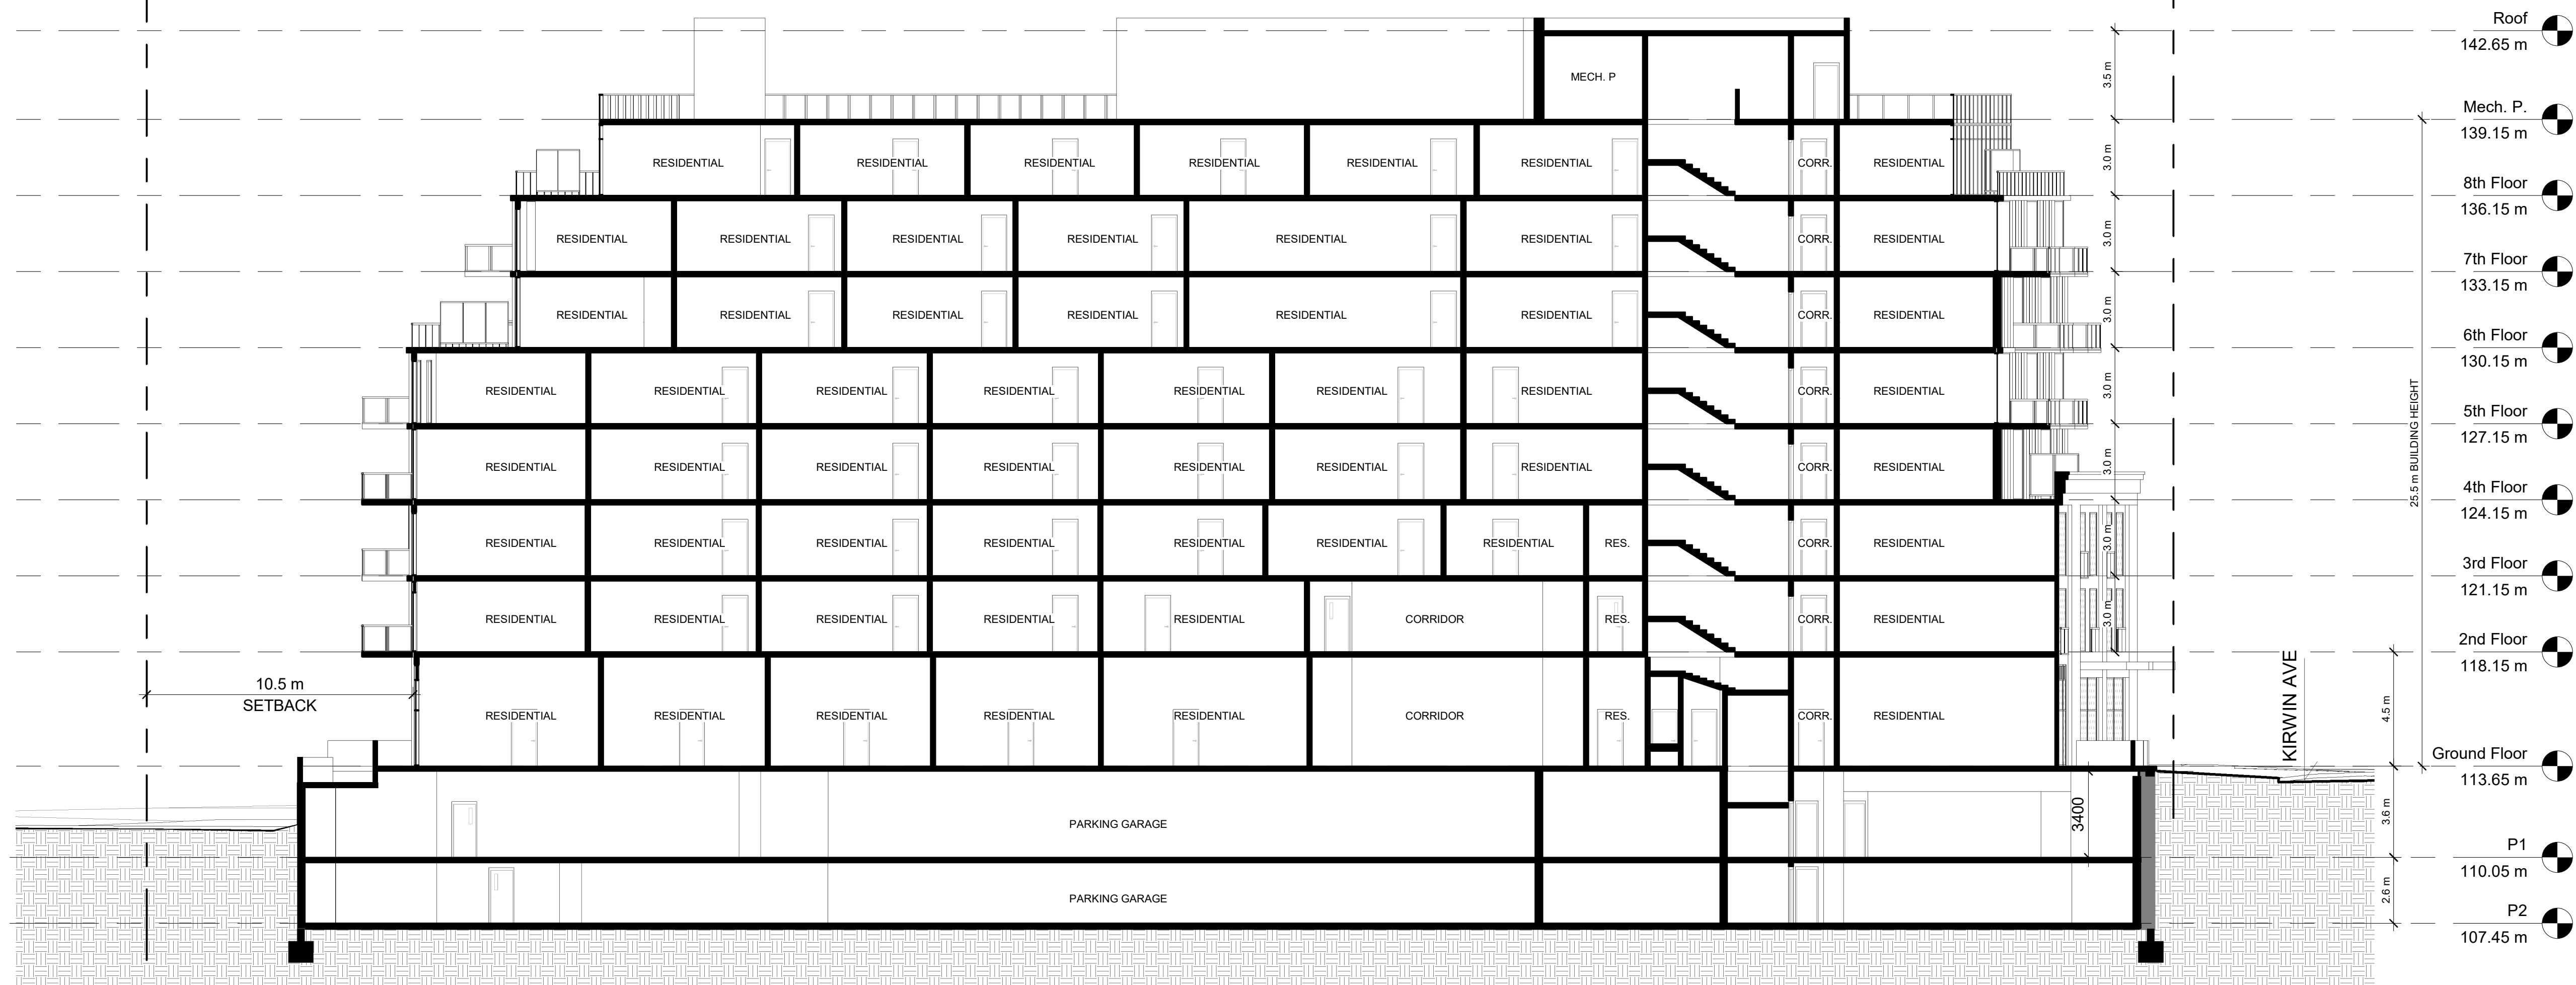 Roof
142.65 m
3.5 m
MECH. P
Mech. P.
139.15 m
3.0 m
RESIDENTIAL RESIDENTIAL RESIDENTIAL RESIDENTIAL RESIDENTIAL RESIDENTIAL CORR. RESIDENTIAL
8th Floor
136.15 m
3.0 m
RESIDENTIAL RESIDENTIAL RESIDENTIAL RESIDENTIAL RESIDENTIAL RESIDENTIAL CORR. RESIDENTIAL
7th Floor
133.15 m
3.0 m
RESIDENTIAL RESIDENTIAL RESIDENTIAL RESIDENTIAL RESIDENTIAL RESIDENTIAL CORR. RESIDENTIAL
6th Floor
130.15 m
3.0 m
RESIDENTIAL RESIDENTIAL RESIDENTIAL RESIDENTIAL RESIDENTIAL RESIDENTIAL RESIDENTIAL CORR. RESIDENTIAL
25.5 m BUILDING HEIGHT
5th Floor
127.15 m
3.0 m
RESIDENTIAL RESIDENTIAL RESIDENTIAL RESIDENTIAL RESIDENTIAL RESIDENTIAL RESIDENTIAL CORR. RESIDENTIAL
4th Floor
124.15 m
3.0 m
RESIDENTIAL RESIDENTIAL RESIDENTIAL RESIDENTIAL RESIDENTIAL RESIDENTIAL RESIDENTIAL RES. CORR. RESIDENTIAL
3rd Floor
121.15 m
3.0 m
RESIDENTIAL RESIDENTIAL RESIDENTIAL RESIDENTIAL RESIDENTIAL CORRIDOR RES. CORR. RESIDENTIAL
2nd Floor
118.15 m
10.5 m
SETBACK
KIRWIN AVE
4.5 m
RESIDENTIAL RESIDENTIAL RESIDENTIAL RESIDENTIAL RESIDENTIAL CORRIDOR RES. CORR. RESIDENTIAL
Ground Floor
113.65 m
3400
3.6 m
PARKING GARAGE
P1
110.05 m
2.6 m
PARKING GARAGE
P2
107.45 m